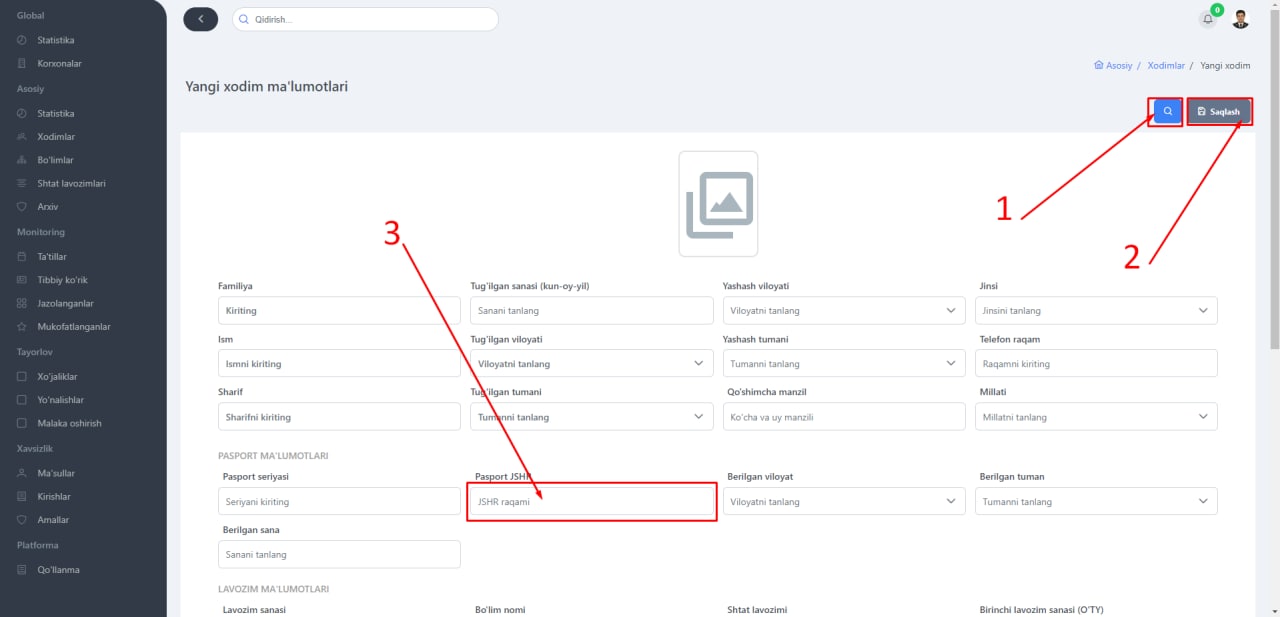 Global
Statistika
Korxonalar
Asosiy
Statistika
Xodimlar
Bo'limlar
Shtat lavozimlari
Arxiv
Monitoring
Ta'tillar
Tibbiy ko'rik
Jazolanganlar
Mukofatlanganlar
Tayorlov
Xo'jaliklar
Yo'nalishlar
Malaka oshirish
Xavsizlik
Ma'sullar
Kirishlar
Amallar
Platforma
Qo'llanma
Qidirish...
0
Asosiy / Xodimlar / Yangi xodim
Yangi xodim ma'lumotlari
Saqlash
1
2
3
Familiya Tug'ilgan sanasi (kun-oy-yil) Yashash viloyati Jinsi
Kiriting Sanani tanlang Viloyatni tanlang Jinsini tanlang
Ism Tug'ilgan viloyati Yashash tumani Telefon raqam
Ismni kiriting Viloyatni tanlang Tumanni tanlang Raqamni kiriting
Sharif Tug'ilgan tumani Qo'shimcha manzil Millati
Sharifni kiriting Tumanni tanlang Ko'cha va uy manzili Millatni tanlang
PASPORT MA'LUMOTLARI
Pasport seriyasi Pasport JSHR Berilgan viloyat Berilgan tuman
Seriyani kiriting JSHR raqami Viloyatni tanlang Tumanni tanlang
Berilgan sana
Sanani tanlang
LAVOZIM MA'LUMOTLARI
Lavozim sanasi Bo'lim nomi Shtat lavozimi Birinchi lavozim sanasi (O'TY)